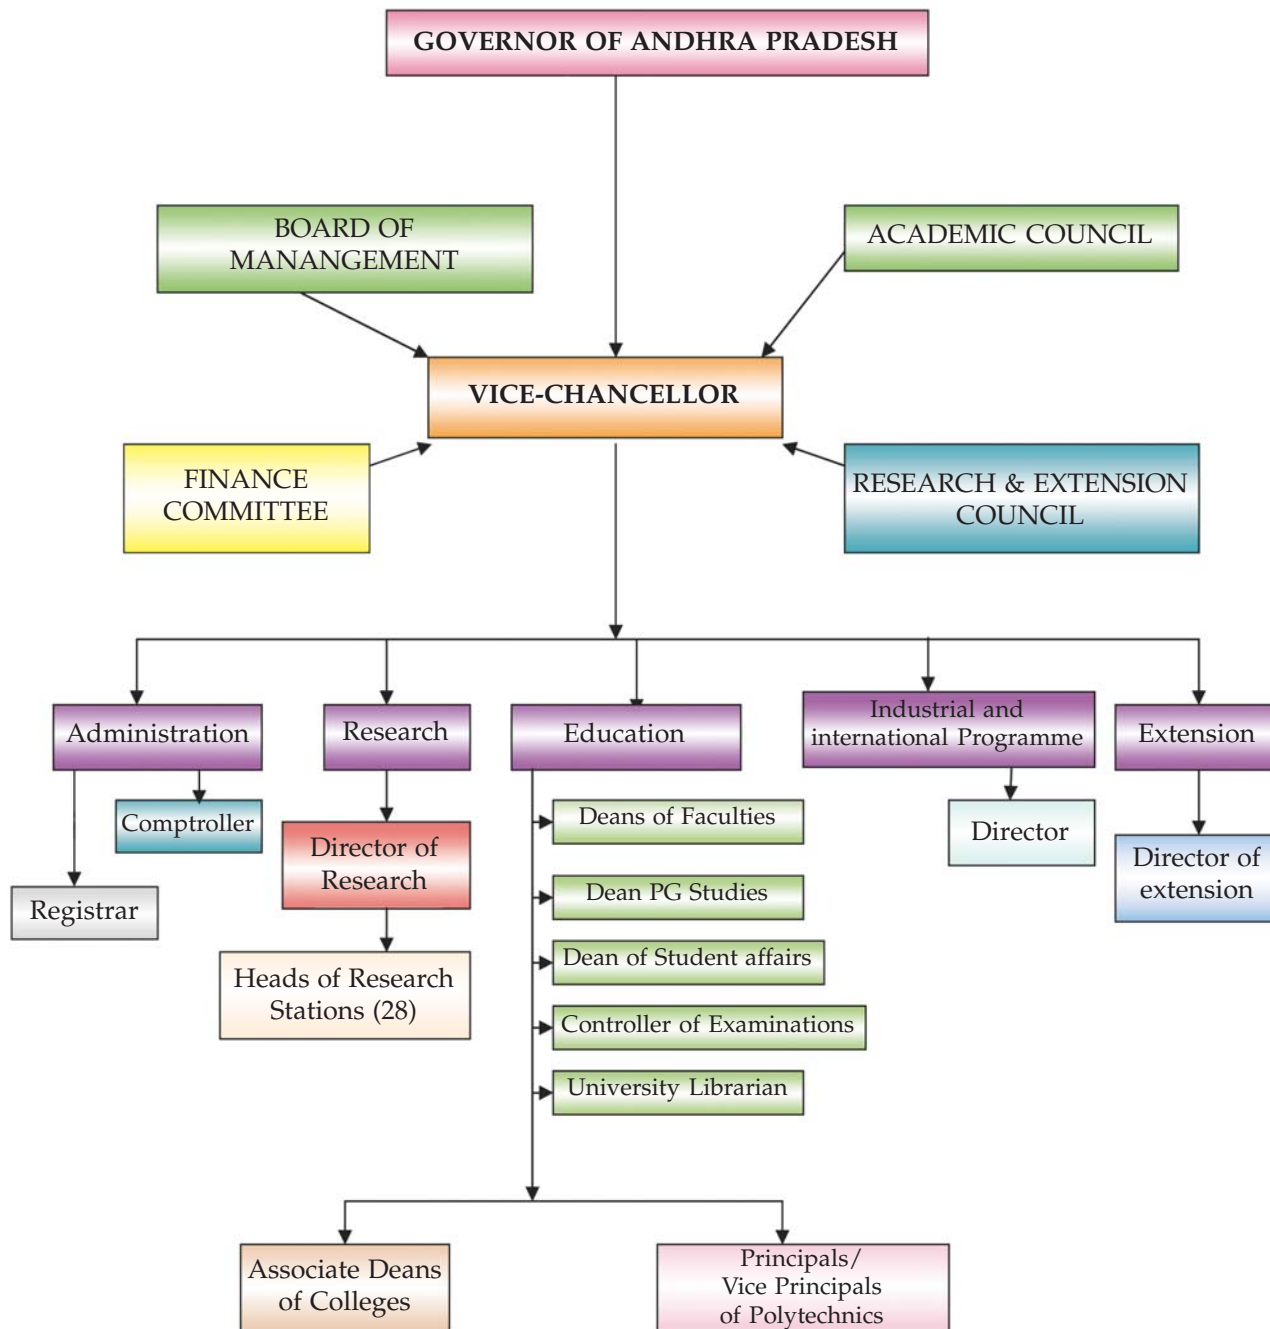 GOVERNOR OF ANDHRA PRADESH
BOARD OF
MANANGEMENT
ACADEMIC COUNCIL
VICE-CHANCELLOR
FINANCE
COMMITTEE
RESEARCH & EXTENSION
COUNCIL
Administration
Research
Education
Industrial and
international Programme
Extension
Comptroller
Registrar
Director of
Research
Heads of Research
Stations (28)
Deans of Faculties
Dean PG Studies
Dean of Student affairs
Controller of Examinations
University Librarian
Director
Director of
extension
Associate Deans
of Colleges
Principals/
Vice Principals
of Polytechnics